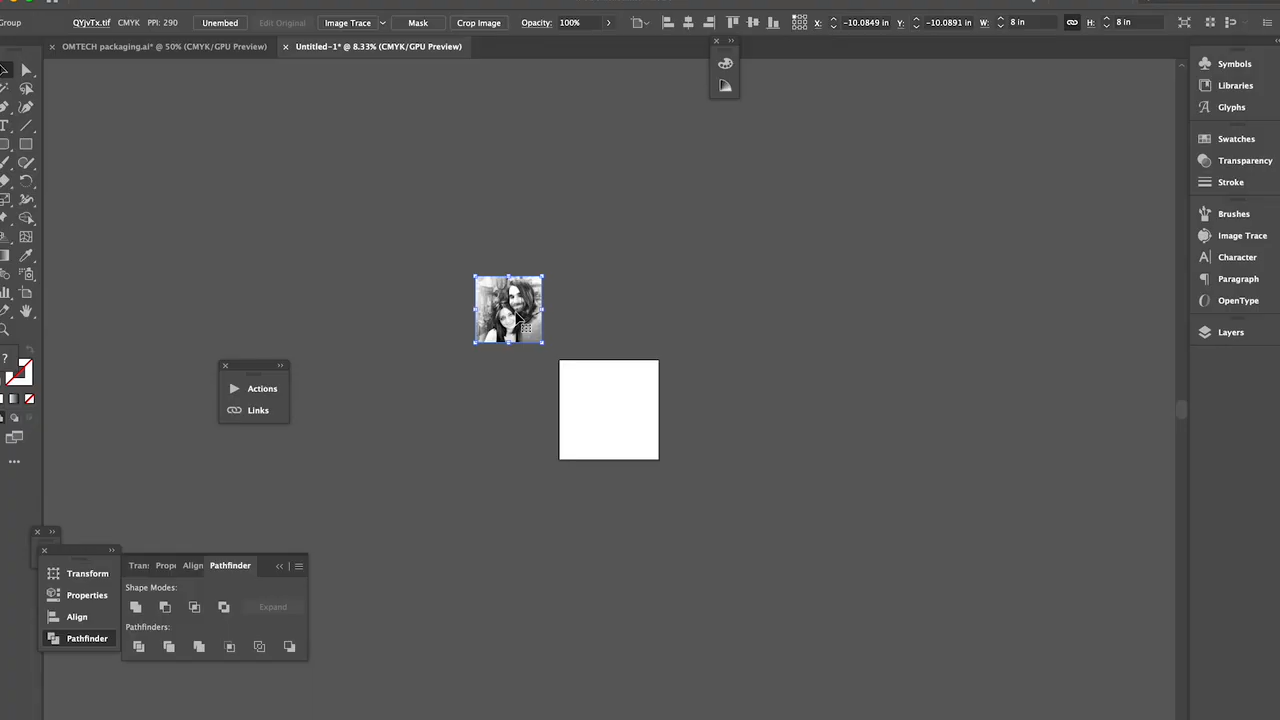 Group QYjvTx.tif CMYK PPI: 290 Unembed Edit Original Image Trace Mask Crop Image Opacity: 100% X: -10.0849 in Y: -10.0891 in W: 8 in H: 8 in
OMTECH packaging.ai* @ 50% (CMYK/GPU Preview) Untitled-1* @ 8.33% (CMYK/GPU Preview)
Symbols
Libraries
Glyphs
Swatches
Transparency
Stroke
Brushes
Image Trace
Character
Paragraph
OpenType
Layers
Actions
Links
Transform
Properties
Align
Pathfinder
Trans Prope Align Pathfinder
Shape Modes:
Expand
Pathfinders: